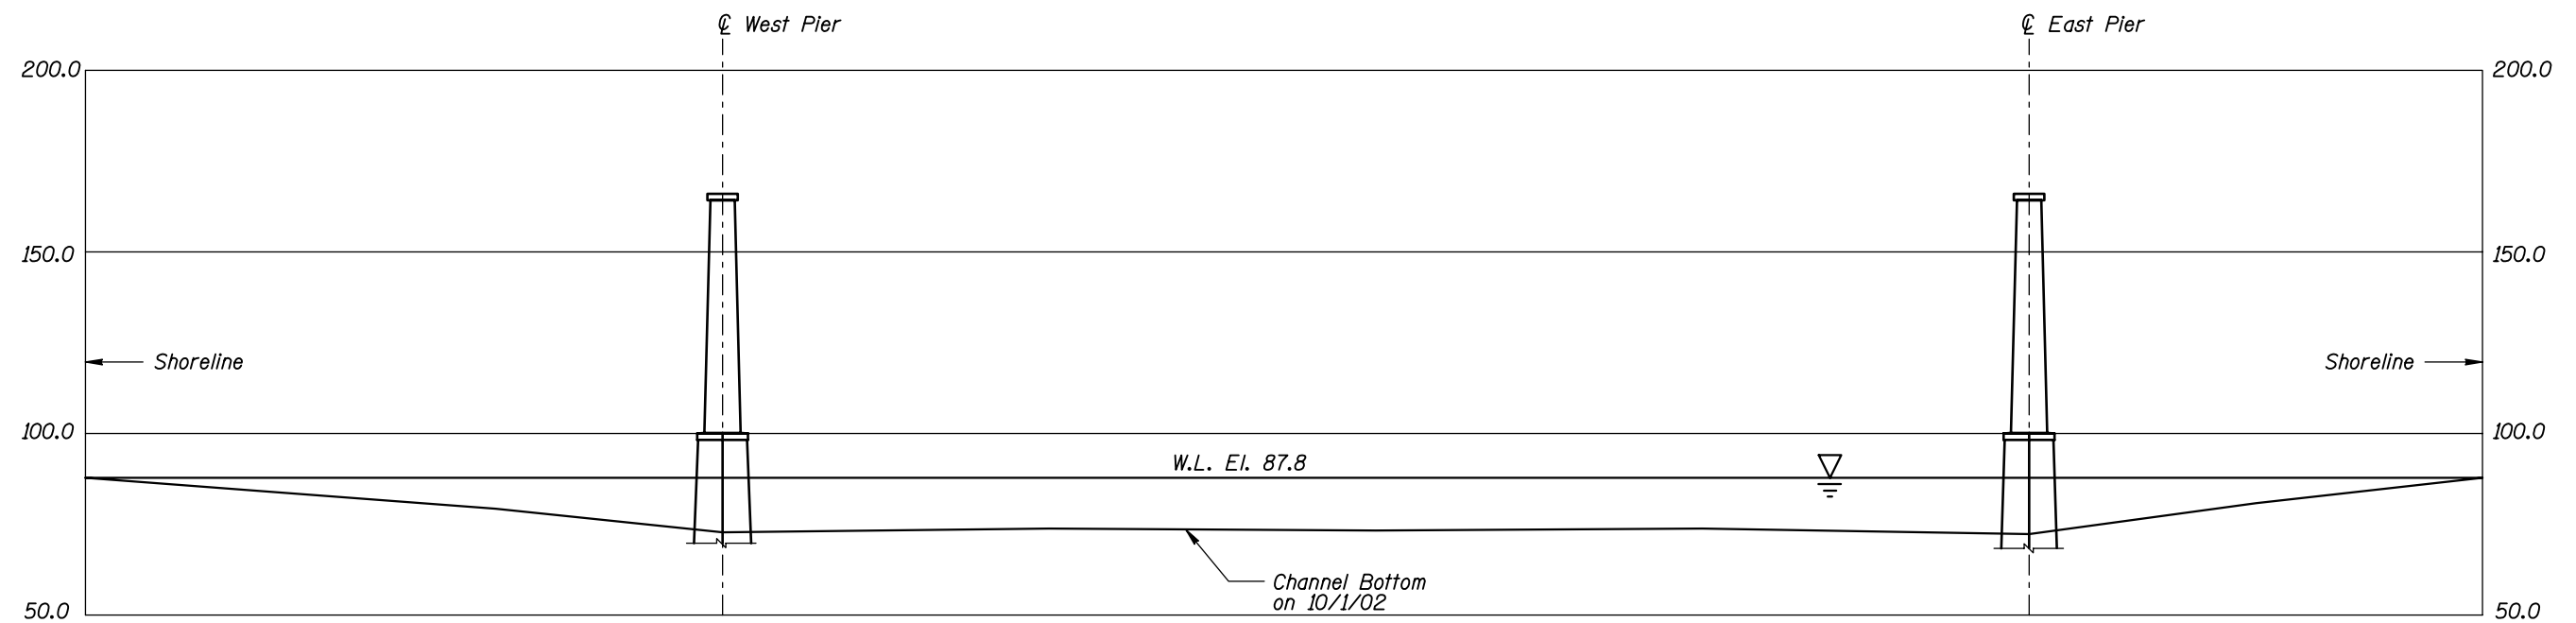 ℄ West Pier
℄ East Pier
200.0
200.0
150.0
150.0
Shoreline
Shoreline
100.0
100.0
W.L. El. 87.8
Channel Bottom
on 10/1/02
50.0
50.0